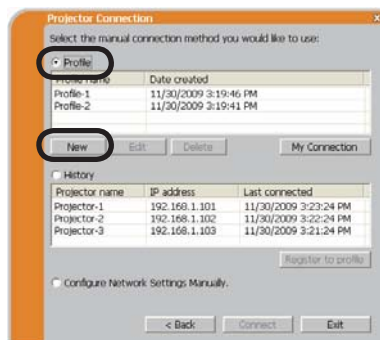 Projector Connection x
Select the manual connection method you would like to use:
Profile
Profile name Date created
Profile-1 11/30/2009 3:19:46 PM
Profile-2 11/30/2009 3:19:41 PM
New Edit Delete My Connection
History
Projector name IP address Last connected
Projector-1 192.168.1.101 11/30/2009 3:23:24 PM
Projector-2 192.168.1.102 11/30/2009 3:22:24 PM
Projector-3 192.168.1.103 11/30/2009 3:21:24 PM
Register to profile
Configure Network Settings Manually.
< Back Connect Exit